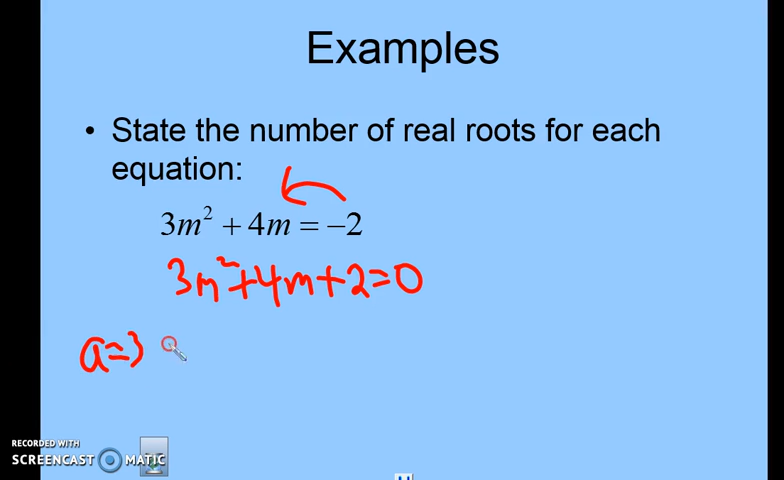 Examples
• State the number of real roots for each
equation:
3m² + 4m = −2
3m²+4m+2=0
a=3
RECORDED WITH
SCREENCAST MATIC